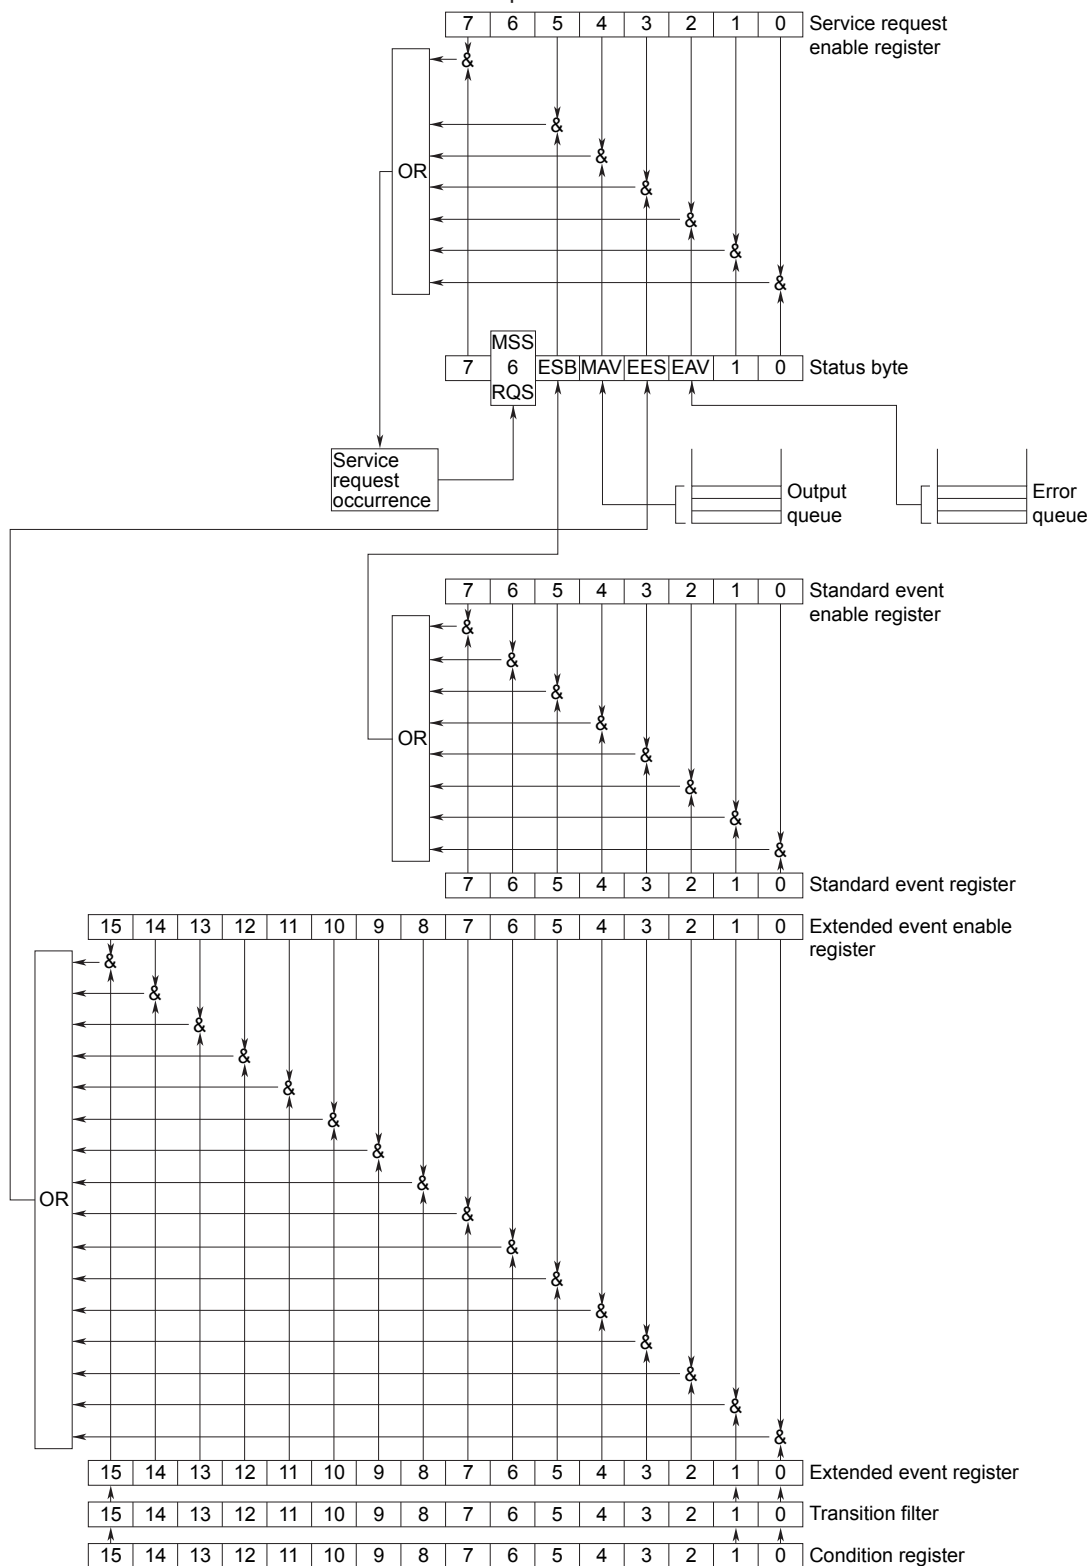 7 6 5 4 3 2 1 0 Service request
enable register
&
&
&
OR
&
&
&
&
MSS
7 6 ESB MAV EES EAV 1 0 Status byte
RQS
Service
request
occurrence
Output
queue
Error
queue
7 6 5 4 3 2 1 0 Standard event
enable register
&
&
&
&
OR
&
&
&
&
7 6 5 4 3 2 1 0 Standard event register
15 14 13 12 11 10 9 8 7 6 5 4 3 2 1 0 Extended event enable
register
&
&
&
&
&
&
&
&
OR
&
&
&
&
&
&
&
&
15 14 13 12 11 10 9 8 7 6 5 4 3 2 1 0 Extended event register
15 14 13 12 11 10 9 8 7 6 5 4 3 2 1 0 Transition filter
15 14 13 12 11 10 9 8 7 6 5 4 3 2 1 0 Condition register